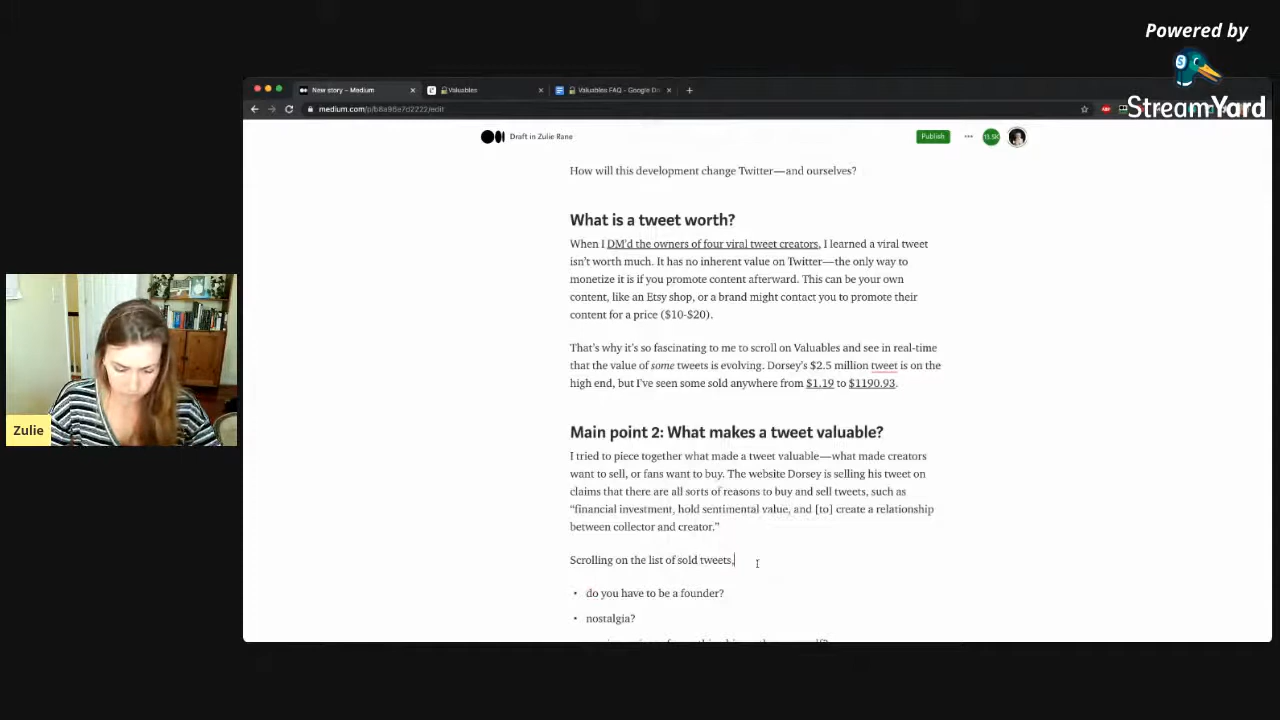 Powered by
StreamYard
New story – Medium
Valuables
Valuables FAQ - Google Do
medium.com/p/b8a96e7d2222/edit
Draft in Zulie Rane
Publish
How will this development change Twitter—and ourselves?
What is a tweet worth?
When I DM'd the owners of four viral tweet creators, I learned a viral tweet
isn't worth much. It has no inherent value on Twitter—the only way to
monetize it is if you promote content afterward. This can be your own
content, like an Etsy shop, or a brand might contact you to promote their
content for a price ($10-$20).
That's why it's so fascinating to me to scroll on Valuables and see in real-time
that the value of some tweets is evolving. Dorsey's $2.5 million tweet is on the
high end, but I've seen some sold anywhere from $1.19 to $1190.93.
Main point 2: What makes a tweet valuable?
I tried to piece together what made a tweet valuable—what made creators
want to sell, or fans want to buy. The website Dorsey is selling his tweet on
claims that there are all sorts of reasons to buy and sell tweets, such as
“financial investment, hold sentimental value, and [to] create a relationship
between collector and creator.”
Scrolling on the list of sold tweets,
• do you have to be a founder?
• nostalgia?
Zulie